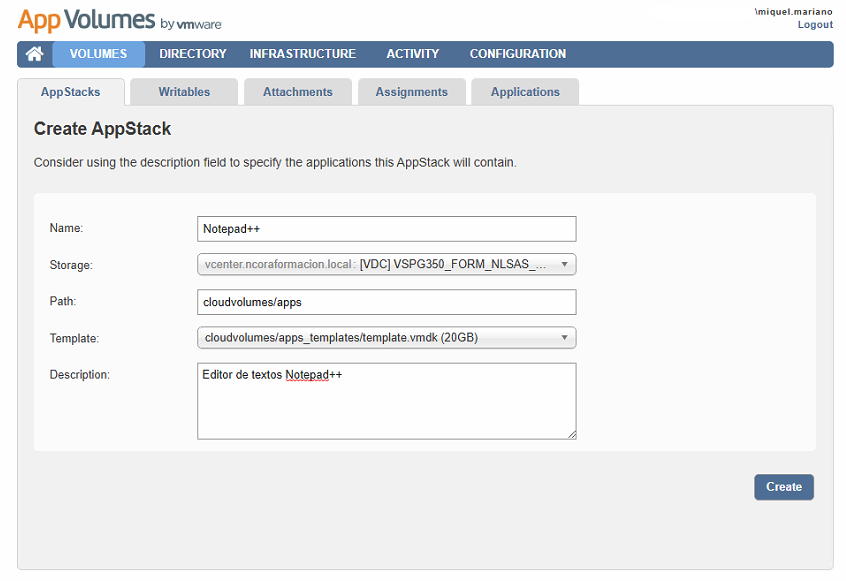 App Volumes by vmware
\miquel.mariano
Logout
VOLUMES DIRECTORY INFRASTRUCTURE ACTIVITY CONFIGURATION
AppStacks Writables Attachments Assignments Applications
Create AppStack
Consider using the description field to specify the applications this AppStack will contain.
Name: Notepad++
Storage: vcenter.ncoraformacion.local: [VDC] VSPG350_FORM_NLSAS_...
Path: cloudvolumes/apps
Template: cloudvolumes/apps_templates/template.vmdk (20GB)
Description: Editor de textos Notepad++
Create